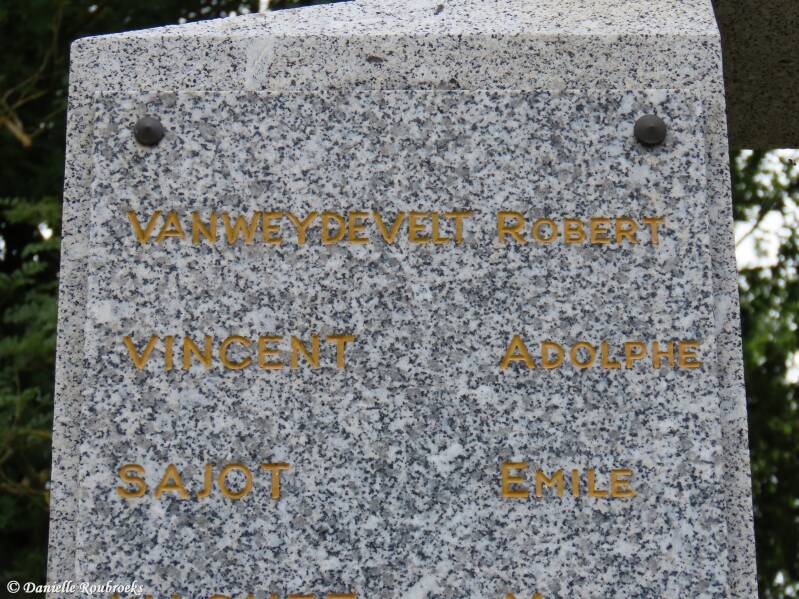 VANWEYDEVELT ROBERT
VINCENT ADOLPHE
SAJOT EMILE
© Danielle Roubroeks